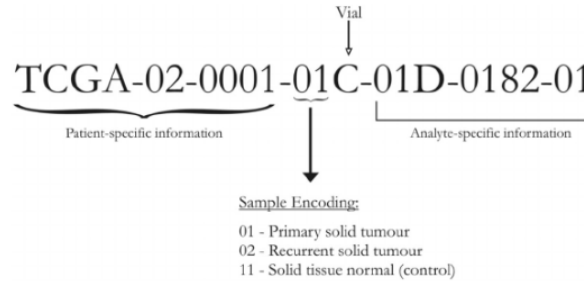 Vial
TCGA-02-0001-01C-01D-0182-01
Patient-specific information
Analyte-specific information
Sample Encoding:
01 - Primary solid tumour
02 - Recurrent solid tumour
11 - Solid tissue normal (control)